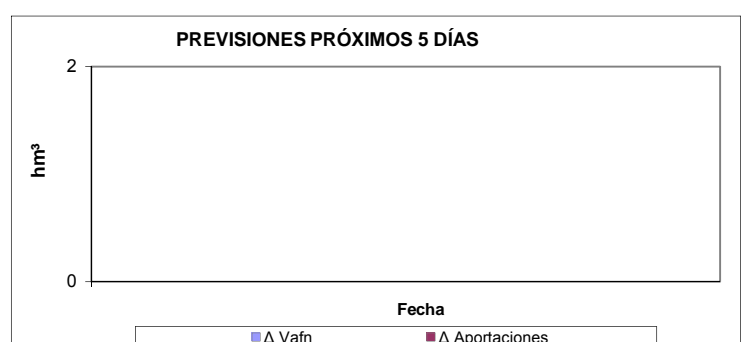 PREVISIONES PRÓXIMOS 5 DÍAS
2
hm³
0
Fecha
Δ Vafn Δ Aportaciones